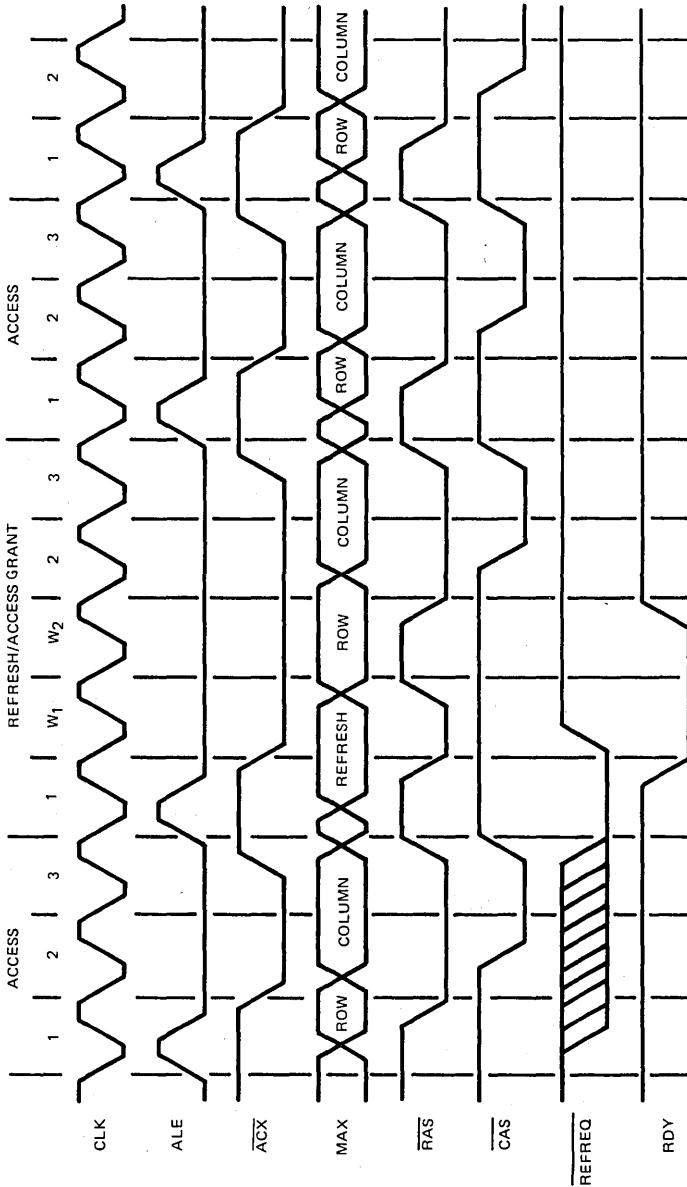 ACCESS
REFRESH/ACCESS GRANT
ACCESS
1 2 3 1 W1 W2 2 3 1 2 3 1 2
CLK
ALE
ACX
MAX ROW COLUMN REFRESH ROW COLUMN ROW COLUMN ROW COLUMN
RAS
CAS
REFREQ
RDY